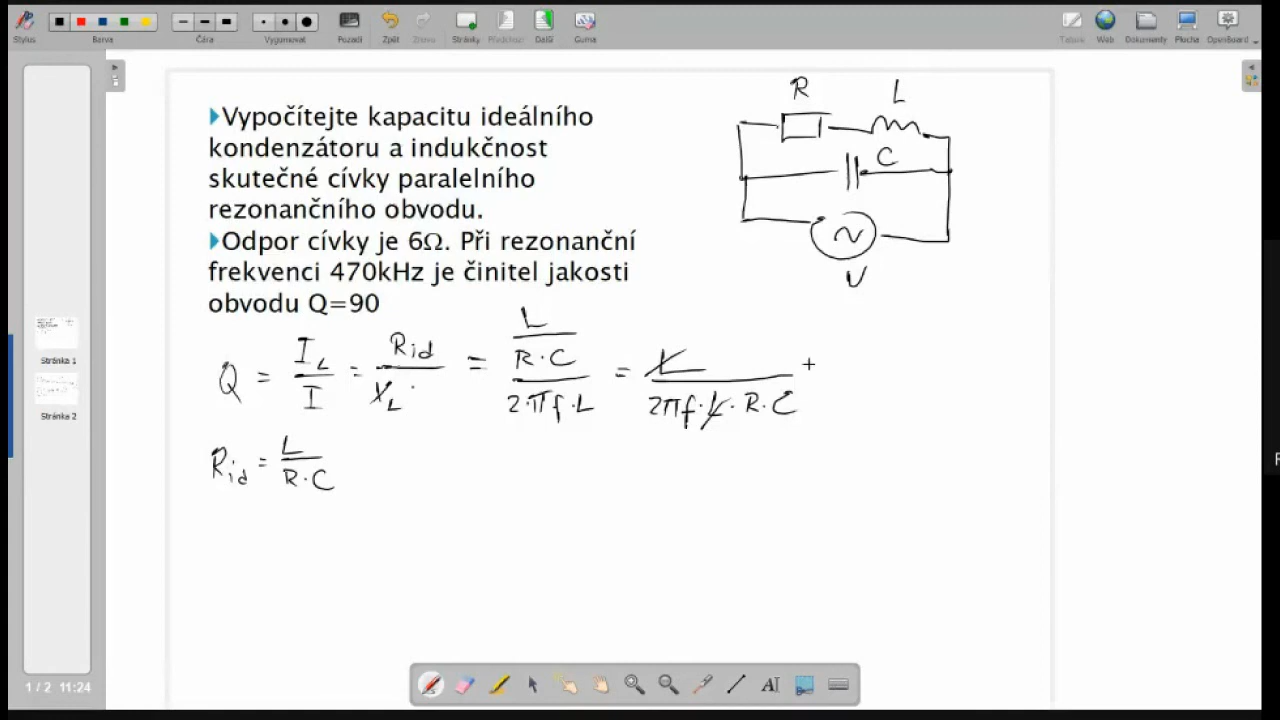 Stylus Barva Čára Vygumovat Pozadí Zpět Znovu Stránky Předchozí Další Guma Tabule Web Dokumenty Plocha OpenBoard
R L
Vypočítejte kapacitu ideálního
kondenzátoru a indukčnost
skutečné cívky paralelního
rezonančního obvodu.
C
Odpor cívky je 6Ω. Při rezonanční
frekvenci 470kHz je činitel jakosti
obvodu Q=90
U
Q = I_L / I = R_id / X_L = (L / R·C) / (2·πf·L) = L / (2πf·L·R·C)
R_id = L / (R·C)
Stránka 1
Stránka 2
1 / 2 11:24